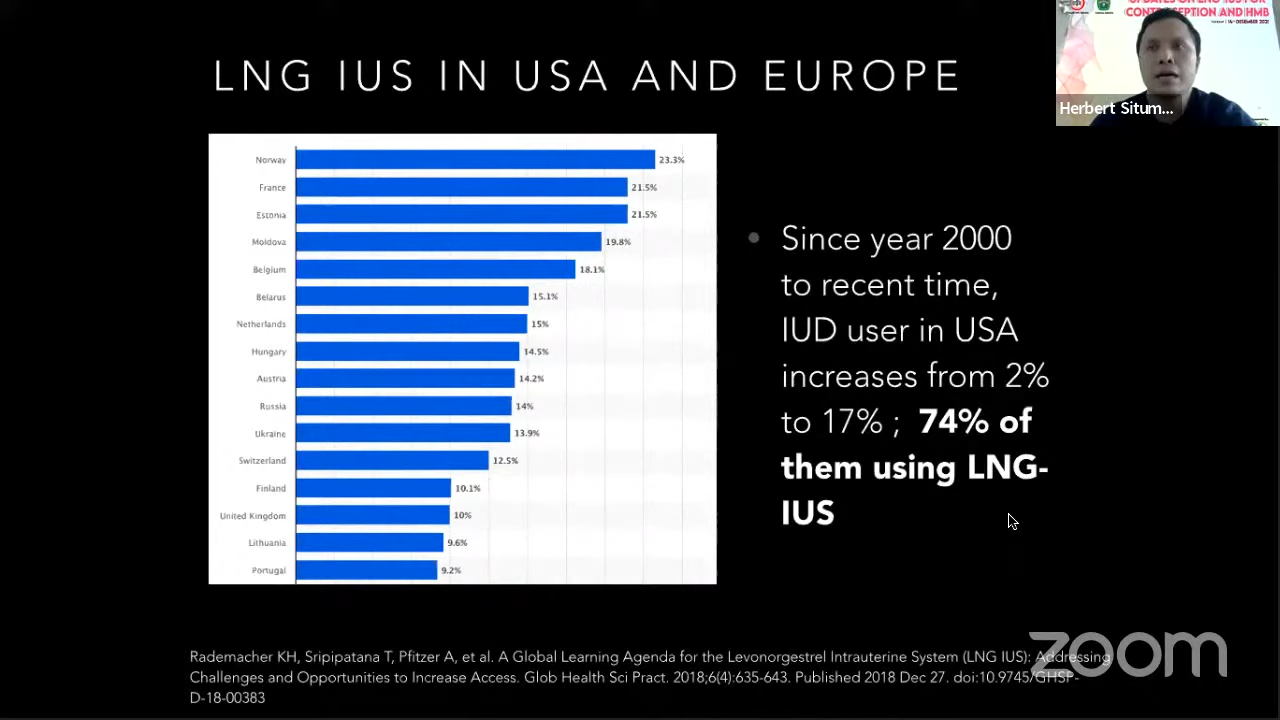 LNG IUS IN USA AND EUROPE
CONTRACEPTION AND HMB
Herbert Situm...
Norway 23.3%
France 21.5%
Estonia 21.5%
Moldova 19.8%
Belgium 18.1%
Belarus 15.1%
Netherlands 15%
Hungary 14.5%
Austria 14.2%
Russia 14%
Ukraine 13.9%
Switzerland 12.5%
Finland 10.1%
United Kingdom 10%
Lithuania 9.6%
Portugal 9.2%
• Since year 2000
to recent time,
IUD user in USA
increases from 2%
to 17% ; 74% of
them using LNG-
IUS
Rademacher KH, Sripipatana T, Pfitzer A, et al. A Global Learning Agenda for the Levonorgestrel Intrauterine System (LNG IUS): Addressing
Challenges and Opportunities to Increase Access. Glob Health Sci Pract. 2018;6(4):635-643. Published 2018 Dec 27. doi:10.9745/GHSP-
D-18-00383
zoom